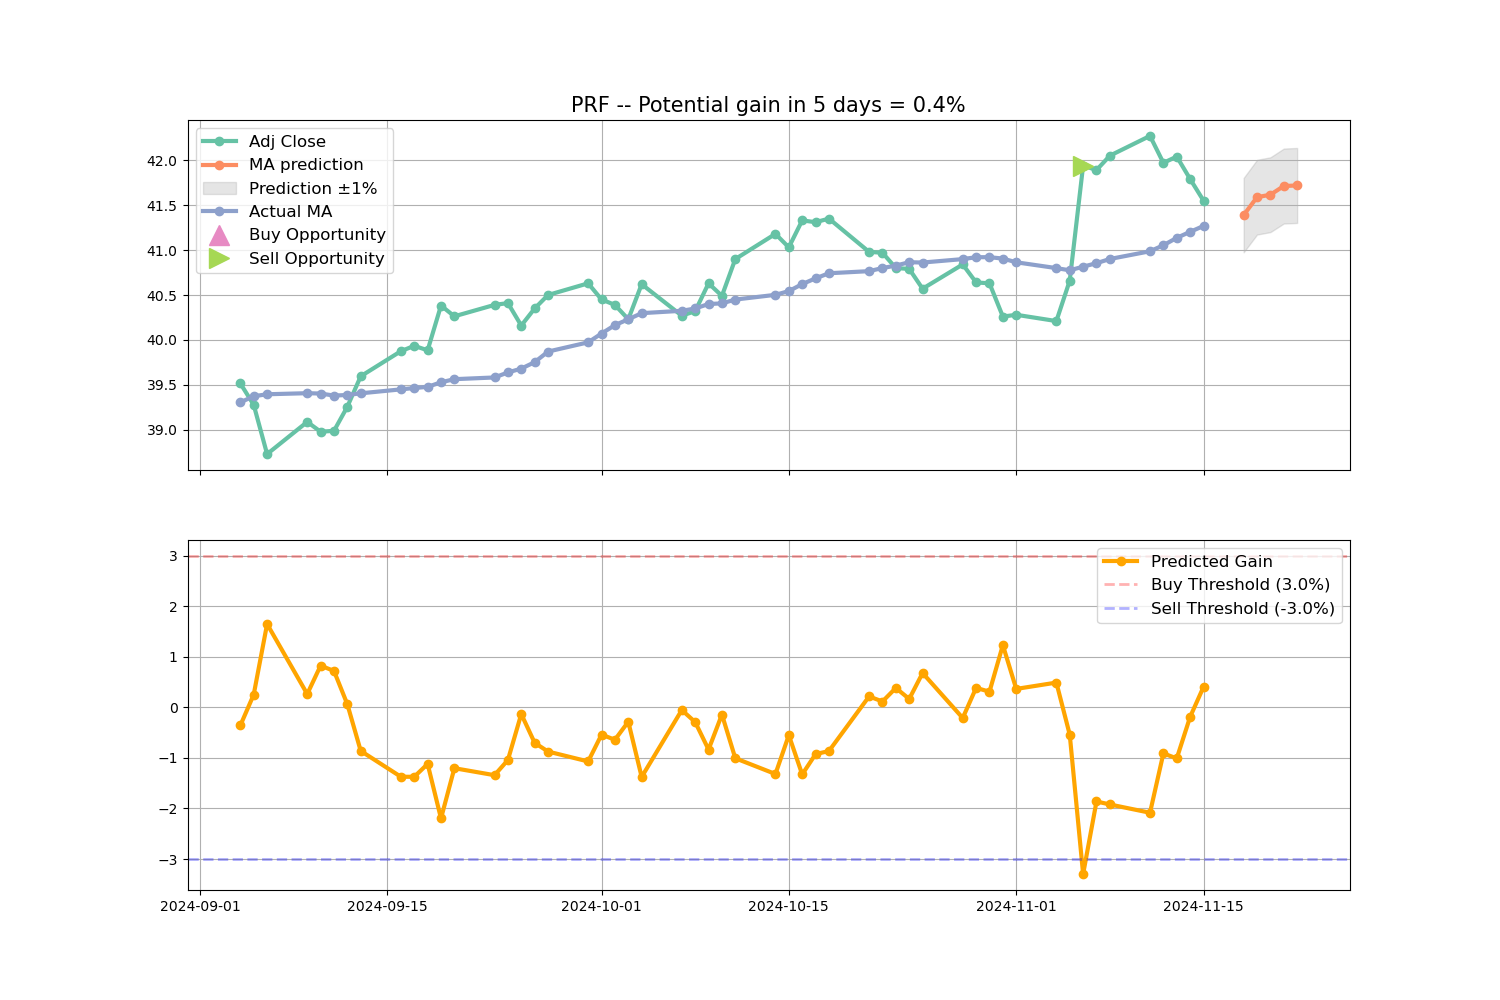 PRF -- Potential gain in 5 days = 0.4%
Adj Close
MA prediction
Prediction ±1%
Actual MA
Buy Opportunity
Sell Opportunity
42.0
41.5
41.0
40.5
40.0
39.5
39.0
Predicted Gain
Buy Threshold (3.0%)
Sell Threshold (-3.0%)
3
2
1
0
−1
−2
−3
2024-09-01 2024-09-15 2024-10-01 2024-10-15 2024-11-01 2024-11-15